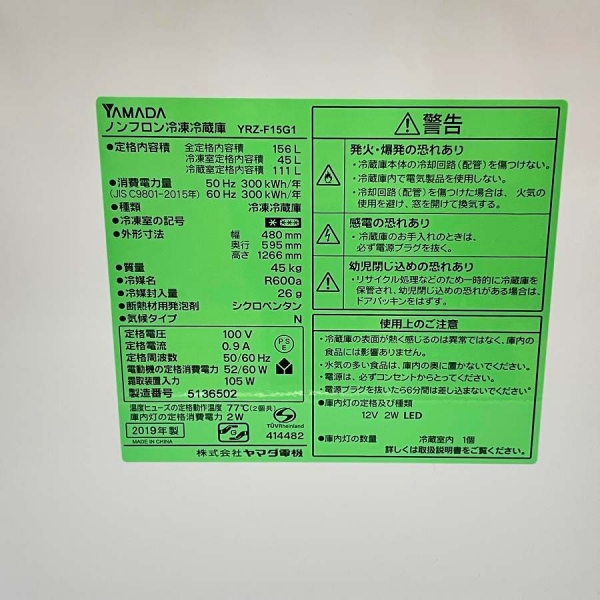 YAMADA
ノンフロン冷凍冷蔵庫 YRZ-F15G1
●定格内容積 全定格内容積 156 L
冷凍室定格内容積 45 L
冷蔵室定格内容積 111 L
●消費電力量 50 Hz 300 kWh/年
(JIS C9801-2015年) 60 Hz 300 kWh/年
●種類 冷凍冷蔵庫
●冷凍室の記号
●外形寸法 幅 480 mm
奥行 595 mm
高さ 1266 mm
●質量 45 kg
●冷媒名 R600a
●冷媒封入量 26 g
●断熱材用発泡剤 シクロペンタン
●気候タイプ N
定格電圧 100 V
定格電流 0.9 A
定格周波数 50/60 Hz
電動機の定格消費電力 52/60 W
霜取装置入力 105 W
製造番号 5136502
PS
E
温度ヒューズの定格動作温度 77℃(2個共)
庫内灯の定格消費電力 2W
2019年製
MADE IN CHINA
G
TÜVRheinland
414482
株式会社ヤマダ電機
警告
発火・爆発の恐れあり
・冷蔵庫本体の冷却回路(配管)を傷つけない。
・冷蔵庫内で電気製品を使用しない。
・冷却回路(配管)を傷つけた場合は、火気の
使用を避け、窓を開けて換気する。
感電の恐れあり
・冷蔵庫のお手入れのときは、
必ず電源プラグを抜く。
幼児閉じ込めの恐れあり
・リサイクル処理などのため一時的に冷蔵庫を
保管され、幼児閉じ込めの恐れがある場合は、
ドアパッキンをはずす。
使用上のご注意
・冷蔵庫の表面が熱く感じるのは異常ではなく、庫内の
食品には影響ありません。
・水気の多い食品は、庫内の奥に置かないでください。
・電源は、必ずコンセントからとってください。
・電源プラグを抜いたら6分間は差し込まないでください。
●庫内灯の定格及び種類
12V 2W LED
●庫内灯の数量 冷蔵室内 1個
詳しくは取扱説明書をご覧ください。